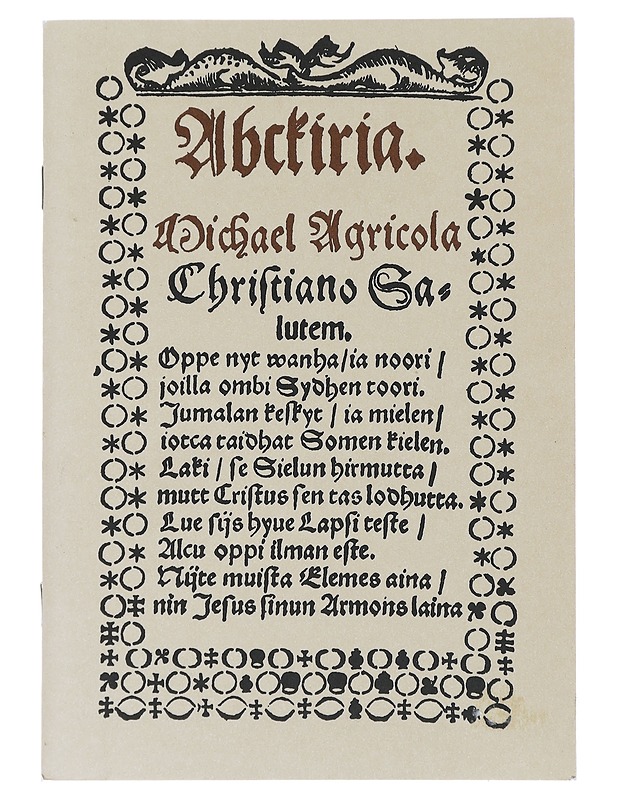 Abckiria.
Michael Agricola
Chriſtiano Sa⸗
lutem.
Oppe nyt wanha/ia noori /
joilla ombi Sydhen toori.
Jumalan keſkyt / ia mielen/
iotca taidhat Somen kielen.
Laki / ſe Sielun hirmutta/
mutt Criſtus ſen tas lodhutta.
Lue ſijs hyue Lapſi teſte /
Alcu oppi ilman eſte.
Nijte muiſta Elemes aina /
nin Jeſus ſinun Armons laina